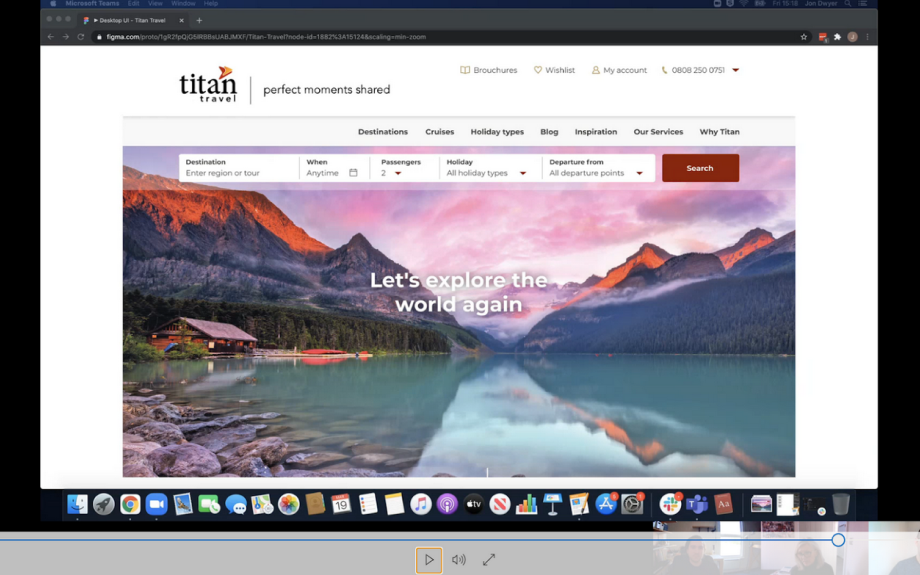 Microsoft Teams Edit View Window Help Fri 15:18 Jon Dwyer
Desktop UI - Titan Travel
figma.com/proto/
/Titan-Travel?node-id=1882%3A15124&scaling=min-zoom
J
titan
travel
perfect moments shared
Brouchures Wishlist My account 0808 250 0751
Destinations Cruises Holiday types Blog Inspiration Our Services Why Titan
Destination When Passengers Holiday Departure from
Enter region or tour Anytime 2 All holiday types All departure points
Search
Let's explore the
world again
19
tv
Aa